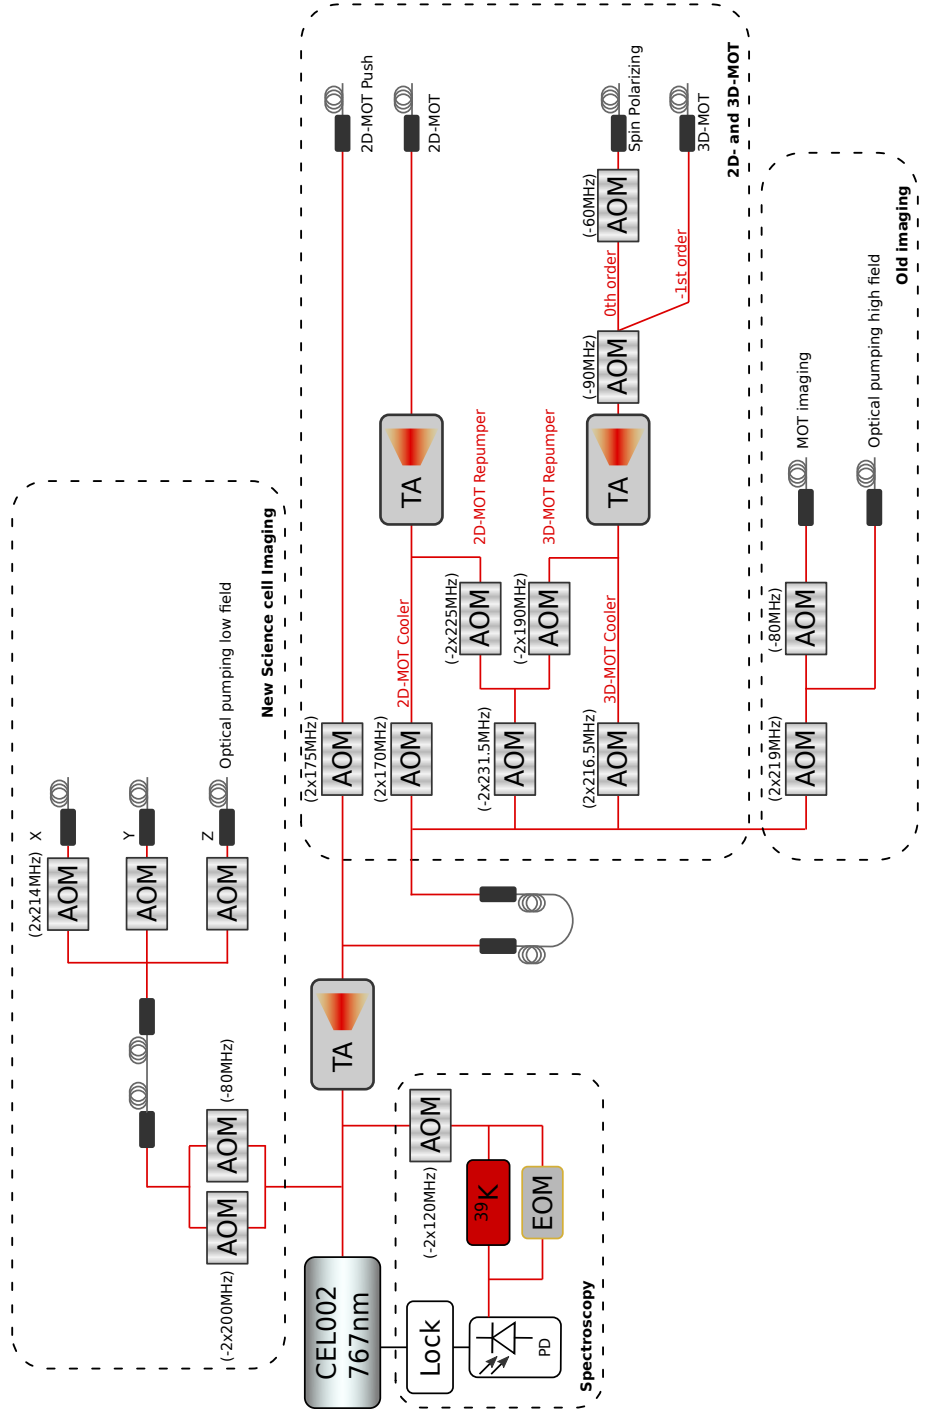 2D-MOT Push
2D-MOT
Spin Polarizing
3D-MOT
2D- and 3D-MOT
(-60MHz)
AOM
0th order
-1st order
(-90MHz)
AOM
Old imaging
MOT imaging
Optical pumping high field
TA
2D-MOT Repumper
3D-MOT Repumper
TA
New Science cell Imaging
Optical pumping low field
2D-MOT Cooler
(-2x225MHz)
AOM
(-2x190MHz)
AOM
3D-MOT Cooler
(-80MHz)
AOM
(2x175MHz)
AOM
(2x170MHz)
AOM
(-2x231.5MHz)
AOM
(2x216.5MHz)
AOM
(2x219MHz)
AOM
X
Y
Z
(2x214MHz)
AOM
AOM
AOM
TA
(-80MHz)
AOM
AOM
(-2x200MHz)
AOM
(-2x120MHz)
39K
EOM
CEL002
767nm
Lock
PD
Spectroscopy